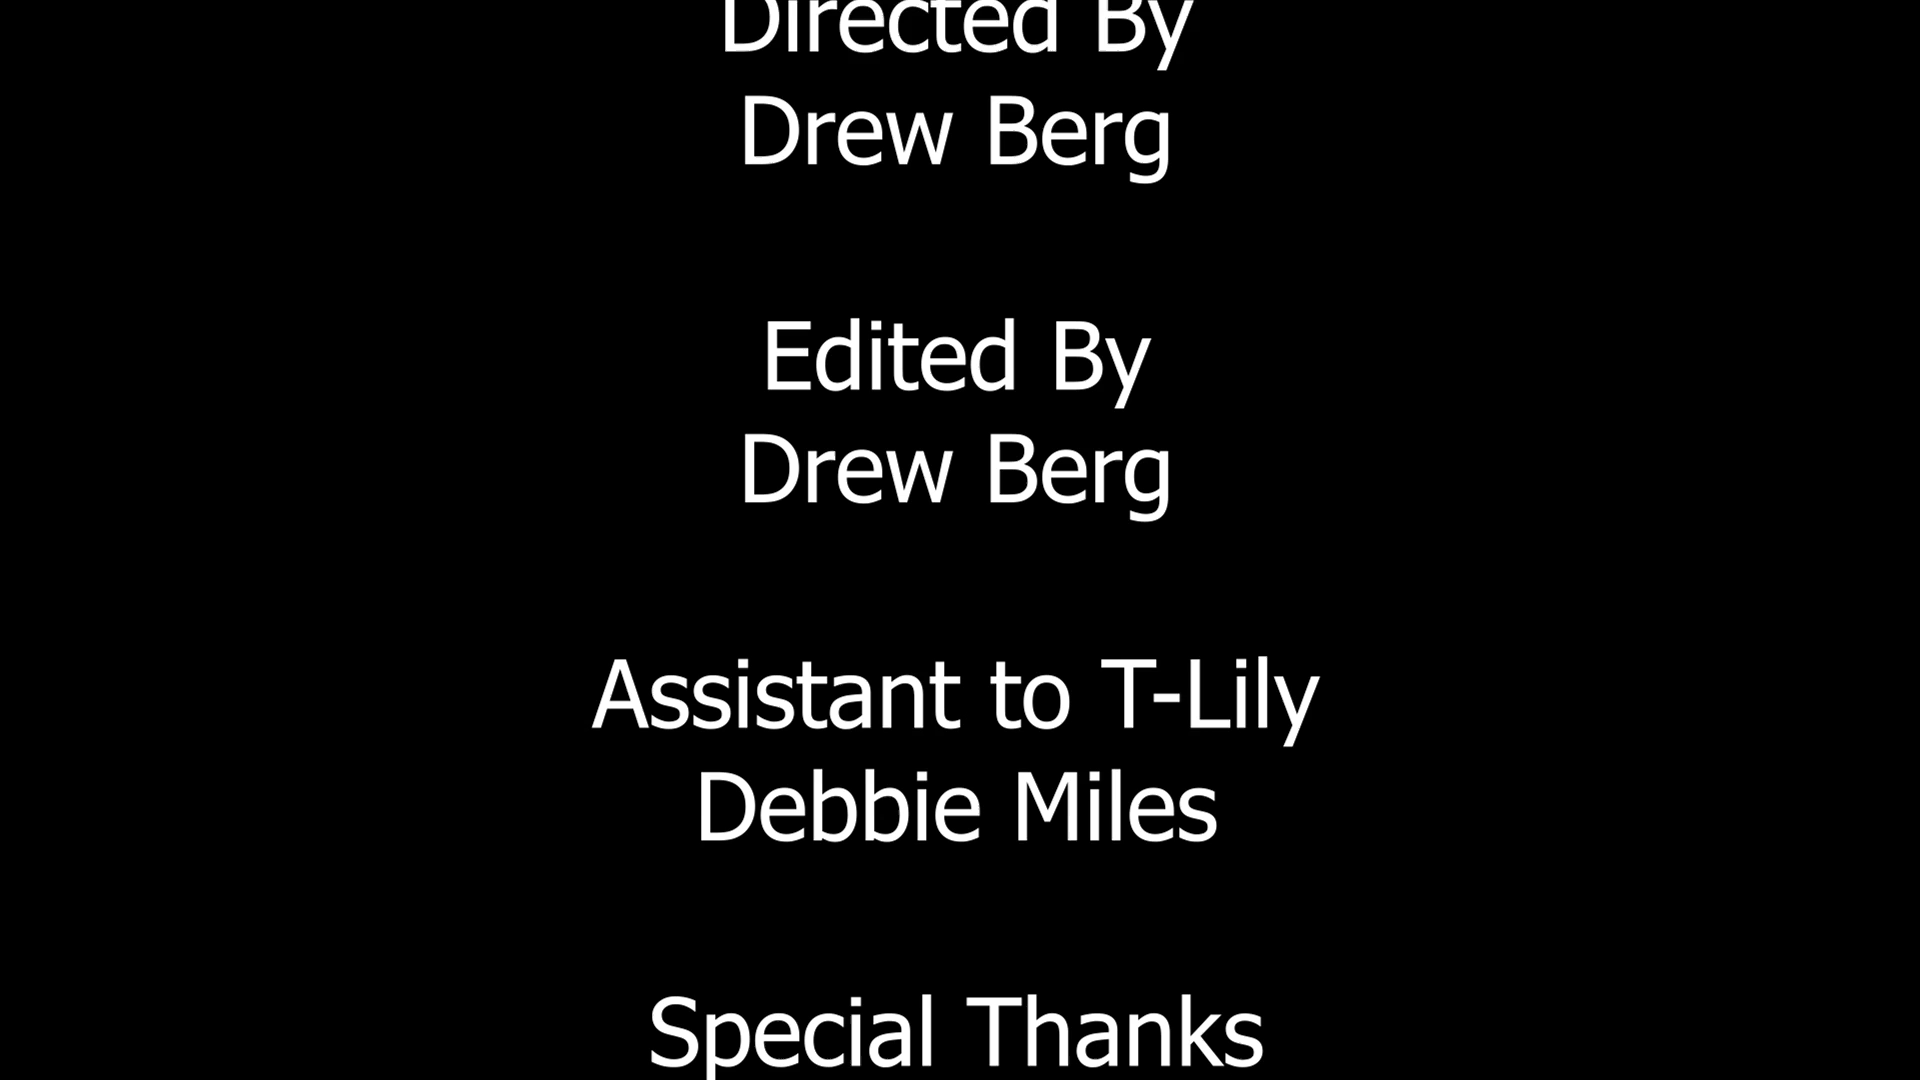 Directed By
Drew Berg
Edited By
Drew Berg
Assistant to T-Lily
Debbie Miles
Special Thanks